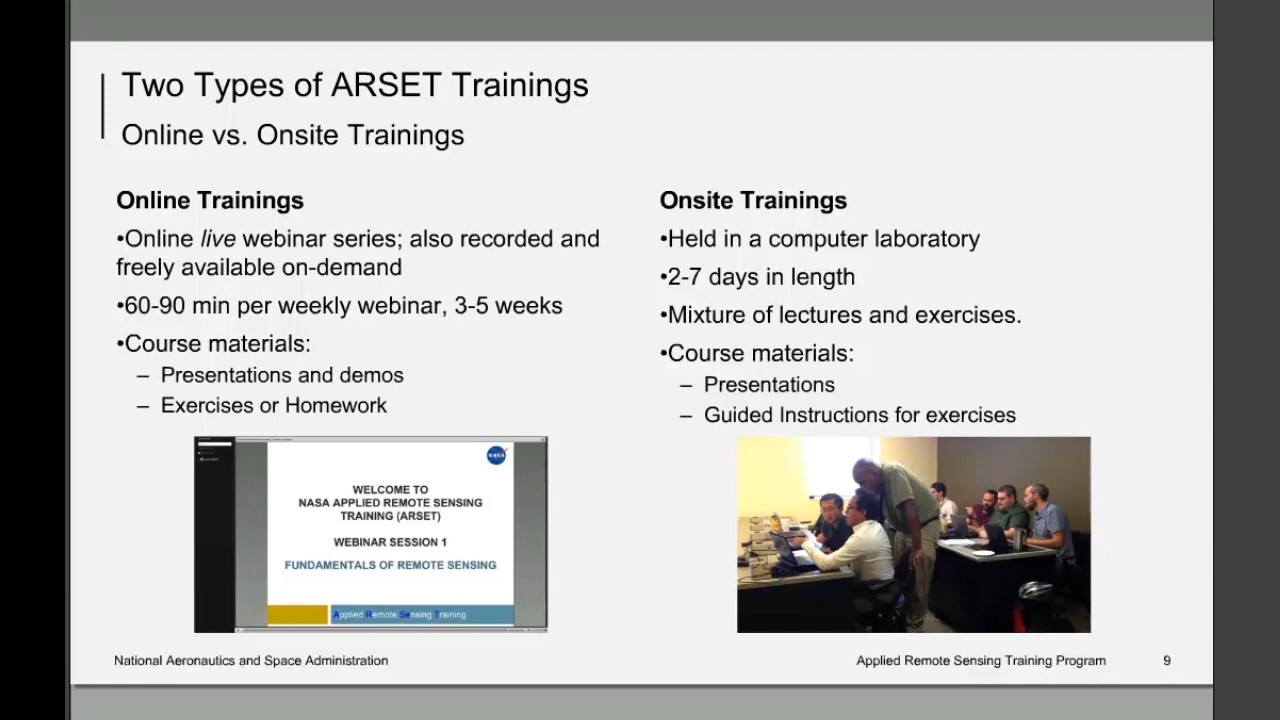 Two Types of ARSET Trainings
Online vs. Onsite Trainings
Online Trainings
•Online live webinar series; also recorded and
freely available on-demand
•60-90 min per weekly webinar, 3-5 weeks
•Course materials:
– Presentations and demos
– Exercises or Homework
Onsite Trainings
•Held in a computer laboratory
•2-7 days in length
•Mixture of lectures and exercises.
•Course materials:
– Presentations
– Guided Instructions for exercises
NASA
WELCOME TO
NASA APPLIED REMOTE SENSING
TRAINING (ARSET)
WEBINAR SESSION 1
FUNDAMENTALS OF REMOTE SENSING
Applied Remote Sensing Training
National Aeronautics and Space Administration
Applied Remote Sensing Training Program
9